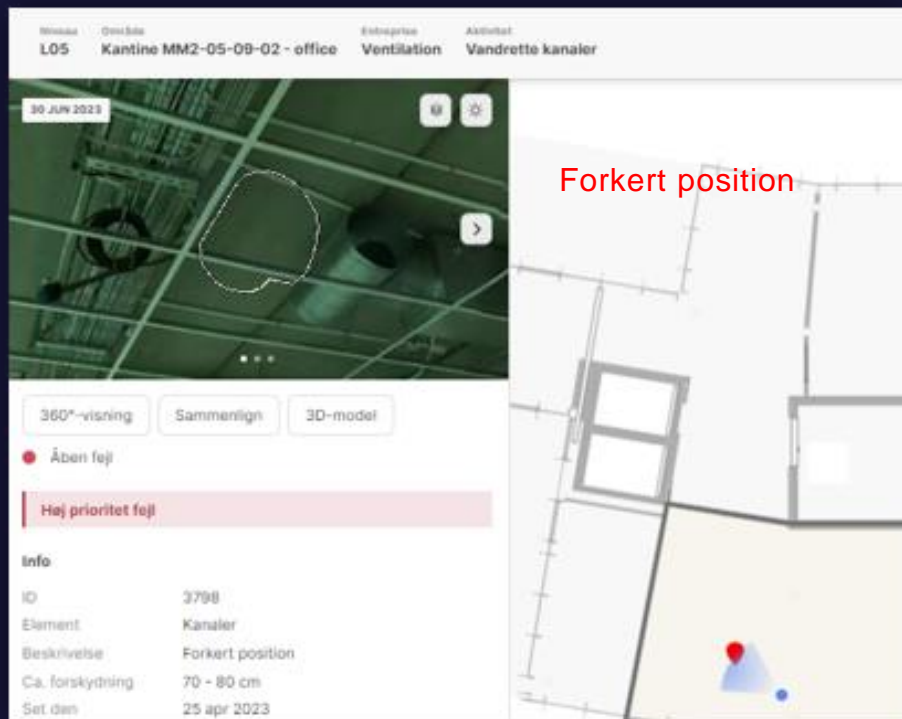 Niveau Område Entreprise Aktivitet
L05 Kantine MM2-05-09-02 - office Ventilation Vandrette kanaler
30 JUN 2023
Forkert position
360°-visning Sammenlign 3D-model
Åben fejl
Høj prioritet fejl
Info
ID 3798
Element Kanaler
Beskrivelse Forkert position
Ca. forskydning 70 - 80 cm
Set den 25 apr 2023